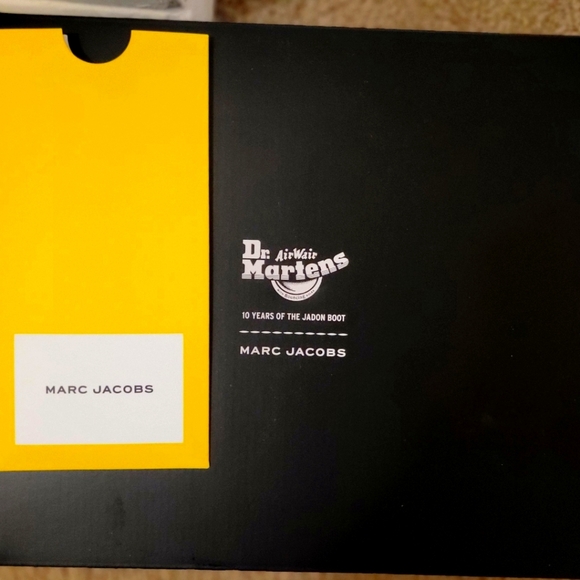 MARC JACOBS
Dr. AirWair
Martens
10 YEARS OF THE JADON BOOT
MARC JACOBS